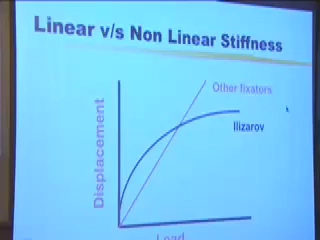 Linear v/s Non Linear Stiffness
Other fixators
Ilizarov
Displacement
Load